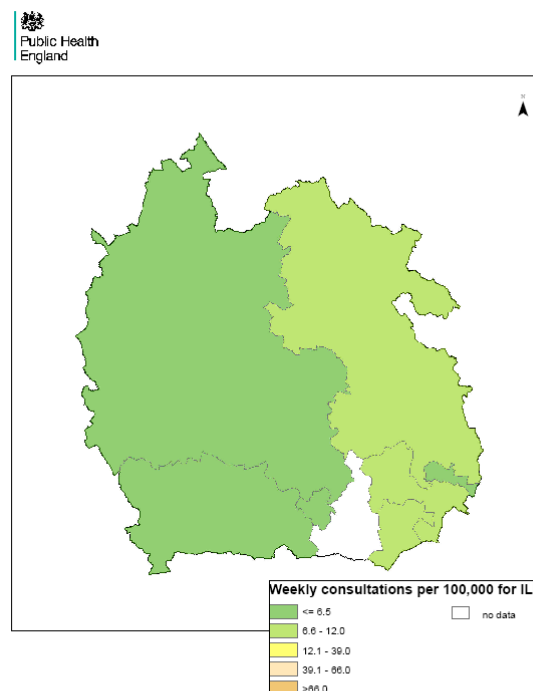 Public Health
England
N
Weekly consultations per 100,000 for IL
<= 6.5
no data
6.6 - 12.0
12.1 - 39.0
39.1 - 66.0
>66.0